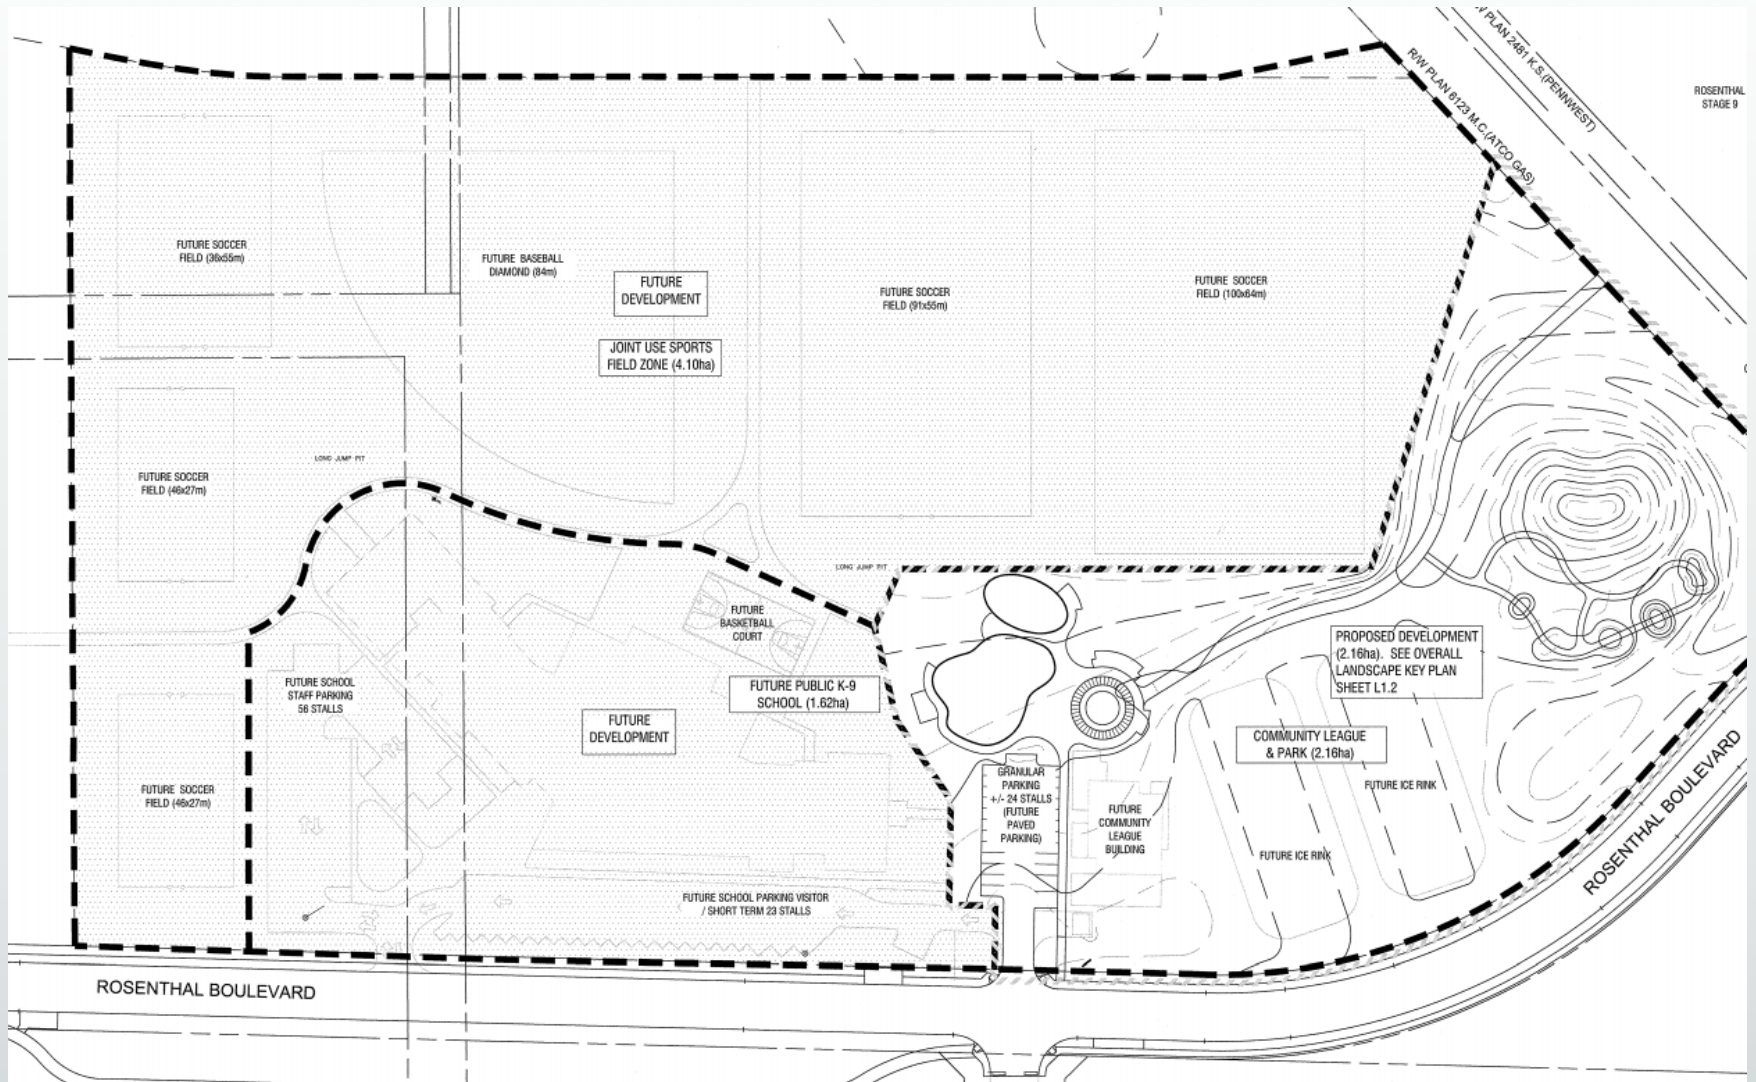 W PLAN 2481 K.S.(PENNWEST)
R/W PLAN 6123 M.C.(ATCO GAS)
ROSENTHAL
STAGE 9
FUTURE SOCCER
FIELD (36x55m)
FUTURE BASEBALL
DIAMOND (84m)
FUTURE
DEVELOPMENT
JOINT USE SPORTS
FIELD ZONE (4.10ha)
FUTURE SOCCER
FIELD (91x55m)
FUTURE SOCCER
FIELD (100x64m)
LONG JUMP PIT
FUTURE SOCCER
FIELD (46x27m)
LONG JUMP PIT
FUTURE
BASKETBALL
COURT
FUTURE SCHOOL
STAFF PARKING
56 STALLS
FUTURE PUBLIC K-9
SCHOOL (1.62ha)
FUTURE
DEVELOPMENT
PROPOSED DEVELOPMENT
(2.16ha). SEE OVERALL
LANDSCAPE KEY PLAN
SHEET L1.2
COMMUNITY LEAGUE
& PARK (2.16ha)
GRANULAR
PARKING
+/- 24 STALLS
(FUTURE
PAVED
PARKING)
FUTURE
COMMUNITY
LEAGUE
BUILDING
FUTURE ICE RINK
FUTURE ICE RINK
FUTURE SOCCER
FIELD (46x27m)
FUTURE SCHOOL PARKING VISITOR
/ SHORT TERM 23 STALLS
ROSENTHAL BOULEVARD
ROSENTHAL BOULEVARD